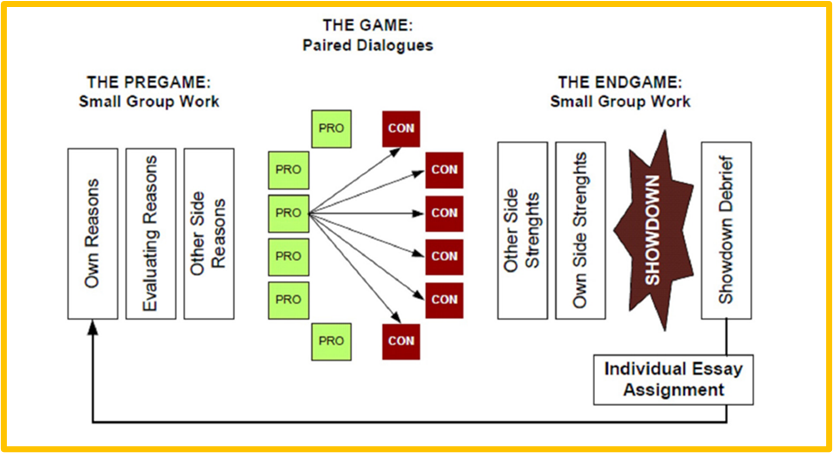 THE GAME:
Paired Dialogues
THE PREGAME:
Small Group Work
THE ENDGAME:
Small Group Work
Own Reasons
Evaluating Reasons
Other Side
Reasons
PRO
PRO
PRO
PRO
PRO
PRO
CON
CON
CON
CON
CON
CON
Other Side
Strenghts
Own Side Strenghts
SHOWDOWN
Showdown Debrief
Individual Essay
Assignment